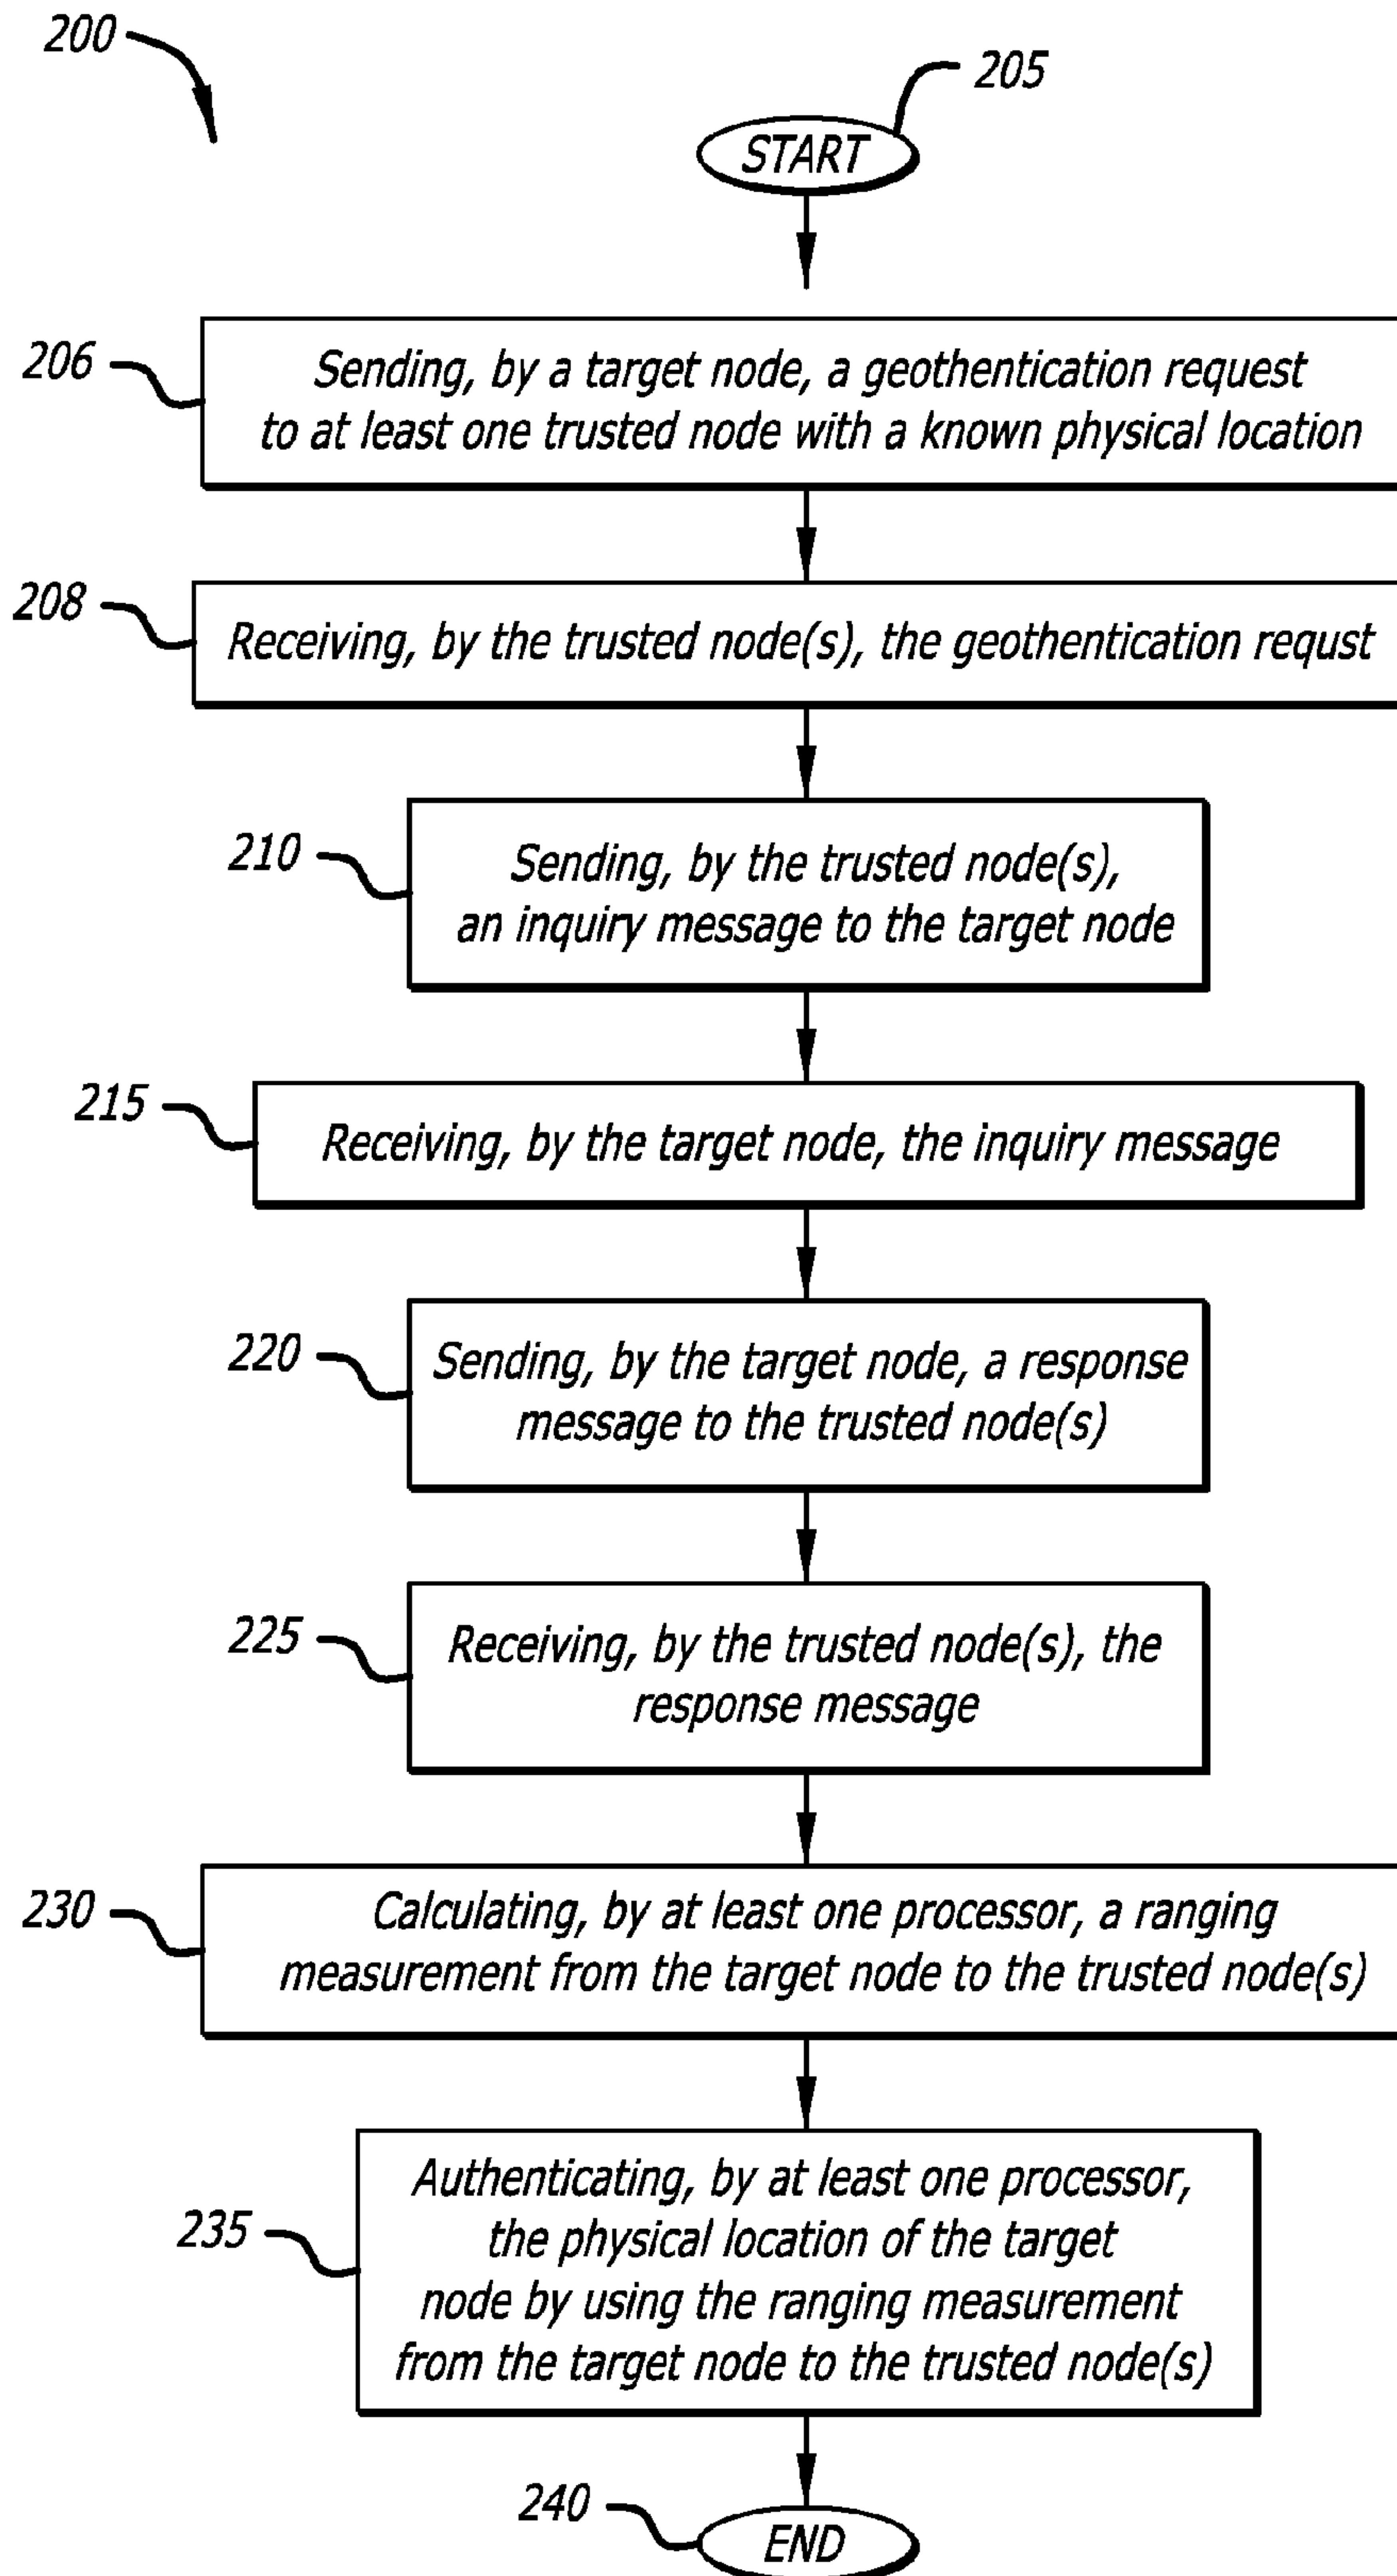 200
205
START
206
Sending, by a target node, a geothentication request
to at least one trusted node with a known physical location
208
Receiving, by the trusted node(s), the geothentication requst
210
Sending, by the trusted node(s),
an inquiry message to the target node
215
Receiving, by the target node, the inquiry message
220
Sending, by the target node, a response
message to the trusted node(s)
225
Receiving, by the trusted node(s), the
response message
230
Calculating, by at least one processor, a ranging
measurement from the target node to the trusted node(s)
235
Authenticating, by at least one processor,
the physical location of the target
node by using the ranging measurement
from the target node to the trusted node(s)
240
END